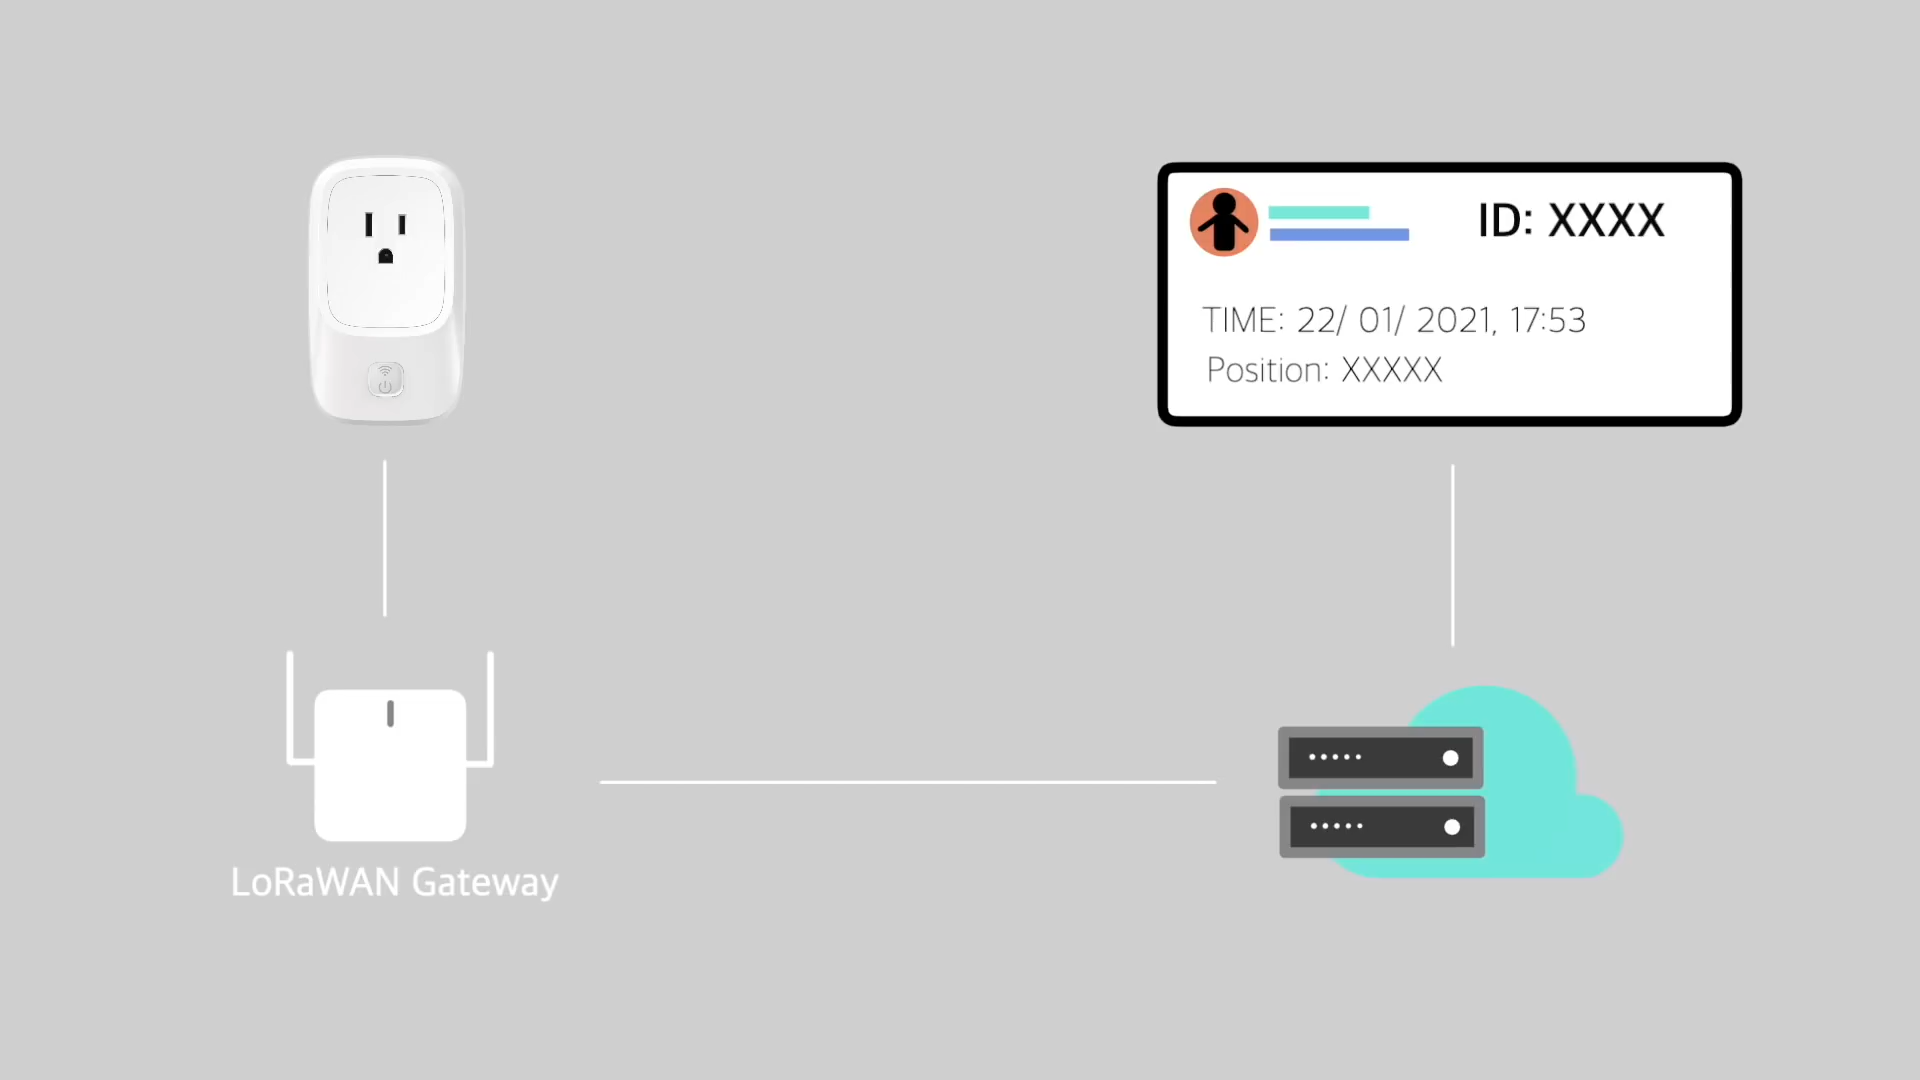 ID: XXXX
TIME: 22/ 01/ 2021, 17:53
Position: XXXXX
LoRaWAN Gateway